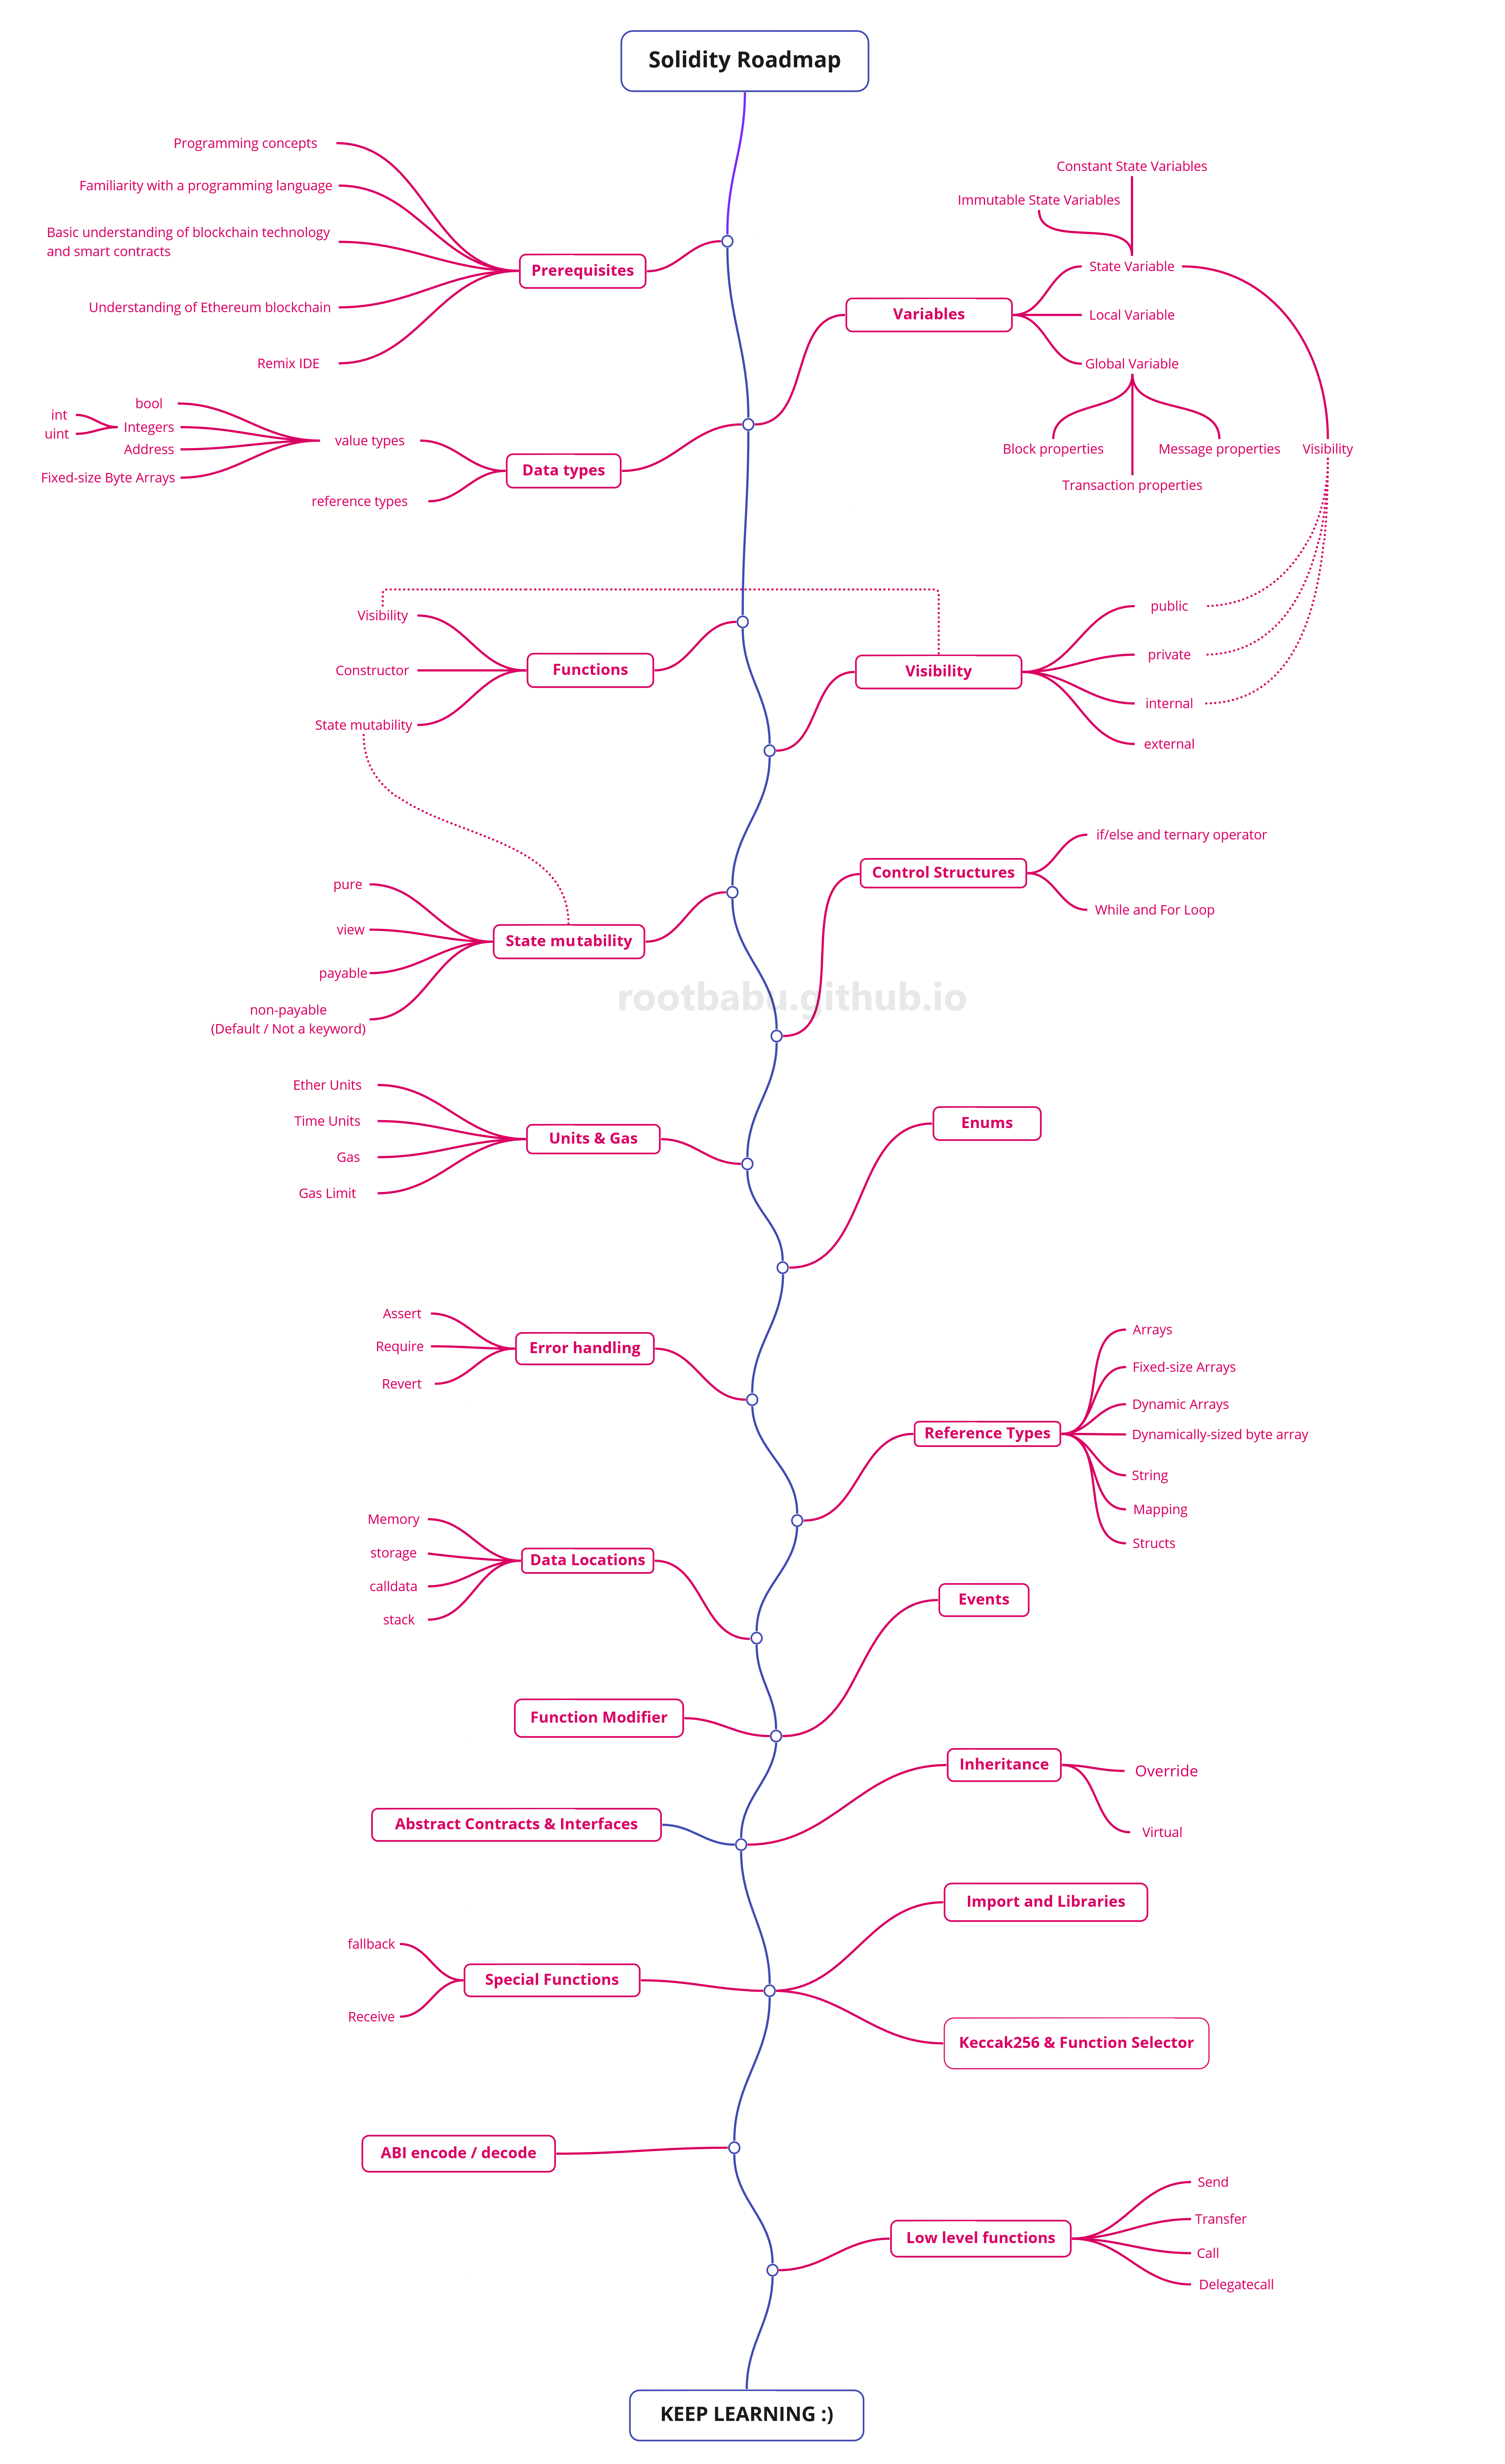 Solidity Roadmap
Programming concepts
Familiarity with a programming language
Basic understanding of blockchain technology
and smart contracts
Understanding of Ethereum blockchain
Remix IDE
Prerequisites
Constant State Variables
Immutable State Variables
State Variable
Variables
Local Variable
Global Variable
Block properties
Message properties
Visibility
Transaction properties
bool
int
uint
Integers
Address
Fixed-size Byte Arrays
value types
reference types
Data types
Visibility
Constructor
State mutability
Functions
Visibility
public
private
internal
external
pure
view
payable
non-payable
(Default / Not a keyword)
State mutability
Control Structures
if/else and ternary operator
While and For Loop
rootbabu.github.io
Ether Units
Time Units
Gas
Gas Limit
Units & Gas
Enums
Assert
Require
Revert
Error handling
Reference Types
Arrays
Fixed-size Arrays
Dynamic Arrays
Dynamically-sized byte array
String
Mapping
Structs
Memory
storage
calldata
stack
Data Locations
Events
Function Modifier
Inheritance
Override
Virtual
Abstract Contracts & Interfaces
Import and Libraries
fallback
Receive
Special Functions
Keccak256 & Function Selector
ABI encode / decode
Low level functions
Send
Transfer
Call
Delegatecall
KEEP LEARNING :)